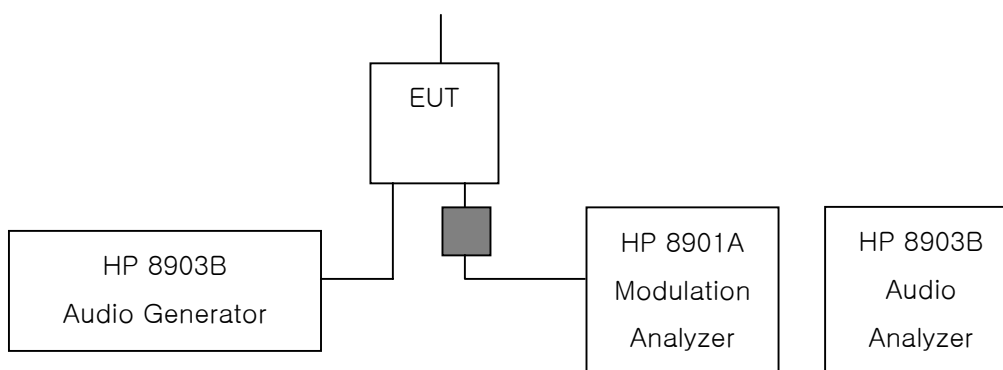 EUT
HP 8903B
Audio Generator
HP 8901A
Modulation
Analyzer
HP 8903B
Audio
Analyzer